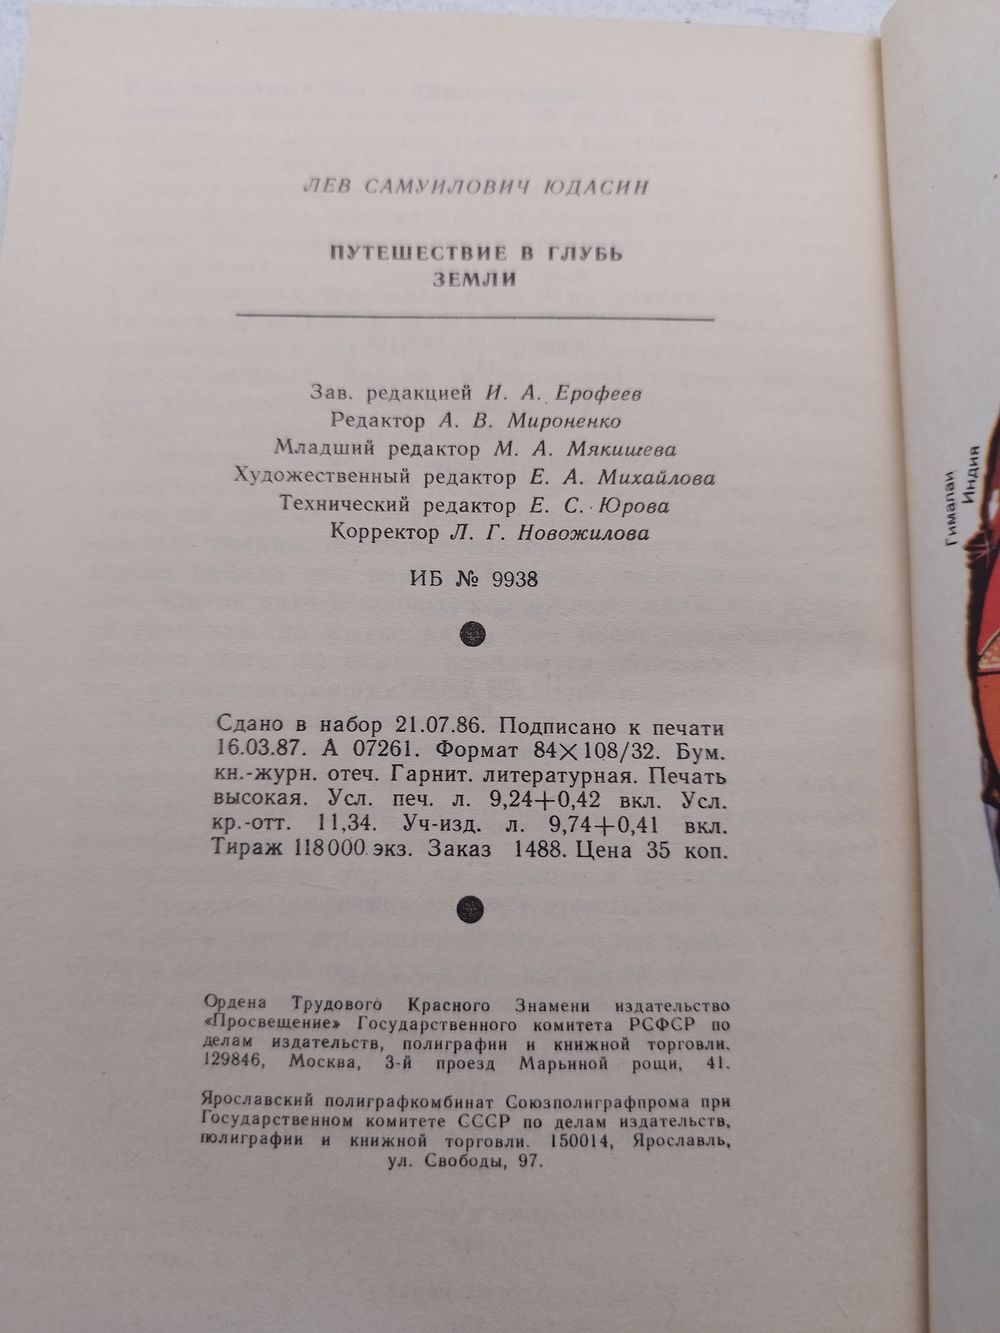 ЛЕВ САМУИЛОВИЧ ЮДАСИН
ПУТЕШЕСТВИЕ В ГЛУБЬ
ЗЕМЛИ
Зав. редакцией И. А. Ерофеев
Редактор А. В. Мироненко
Младший редактор М. А. Мякишева
Художественный редактор Е. А. Михайлова
Технический редактор Е. С. Юрова
Корректор Л. Г. Новожилова
ИБ № 9938
Сдано в набор 21.07.86. Подписано к печати
16.03.87. А 07261. Формат 84×108/32. Бум.
кн.-журн. отеч. Гарнит. литературная. Печать
высокая. Усл. печ. л. 9,24+0,42 вкл. Усл.
кр.-отт. 11,34. Уч-изд. л. 9,74+0,41 вкл.
Тираж 118 000 экз. Заказ 1488. Цена 35 коп.
Ордена Трудового Красного Знамени издательство
«Просвещение» Государственного комитета РСФСР по
делам издательств, полиграфии и книжной торговли.
129846, Москва, 3-й проезд Марьиной рощи, 41.
Ярославский полиграфкомбинат Союзполиграфпрома при
Государственном комитете СССР по делам издательств,
полиграфии и книжной торговли. 150014, Ярославль,
ул. Свободы, 97.
Гималаи
Индия